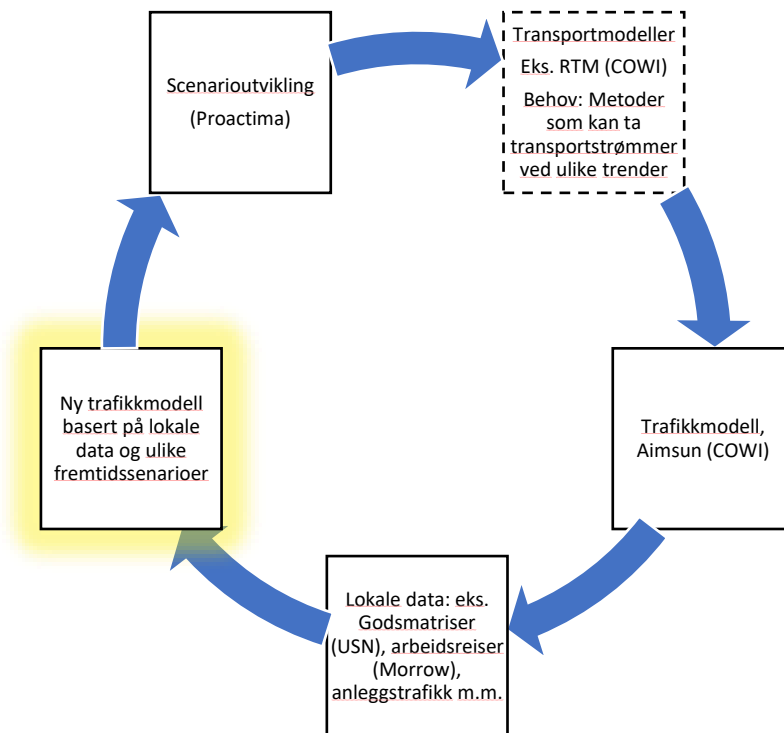 Scenarioutvikling
(Proactima)
Transportmodeller
Eks. RTM (COWI)
Behov: Metoder
som kan ta
transportstrømmer
ved ulike trender
Trafikkmodell,
Aimsun (COWI)
Lokale data: eks.
Godsmatriser
(USN), arbeidsreiser
(Morrow),
anleggstrafikk m.m.
Ny trafikkmodell
basert på lokale
data og ulike
fremtidssenarioer